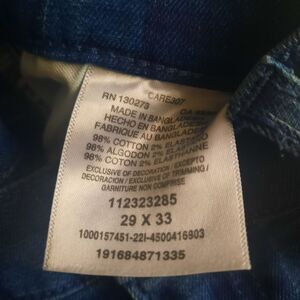 CARE307
RN 130273
MADE IN BANGLADESH
HECHO EN BANGLADESH
FABRIQUE AU BANGLADESH
98% COTTON 2% ELASTANE
98% ALGODON 2% ELASTANO
98% COTON 2% ELASTHANNE
EXCLUSIVE OF DECORATION / EXCEPTO
DECORACION / EXCLUSIVE OF TRIMMING /
GARNITURE NON COMPRISE
112323285
29 X 33
1000157451-22I-4500416903
191684871335